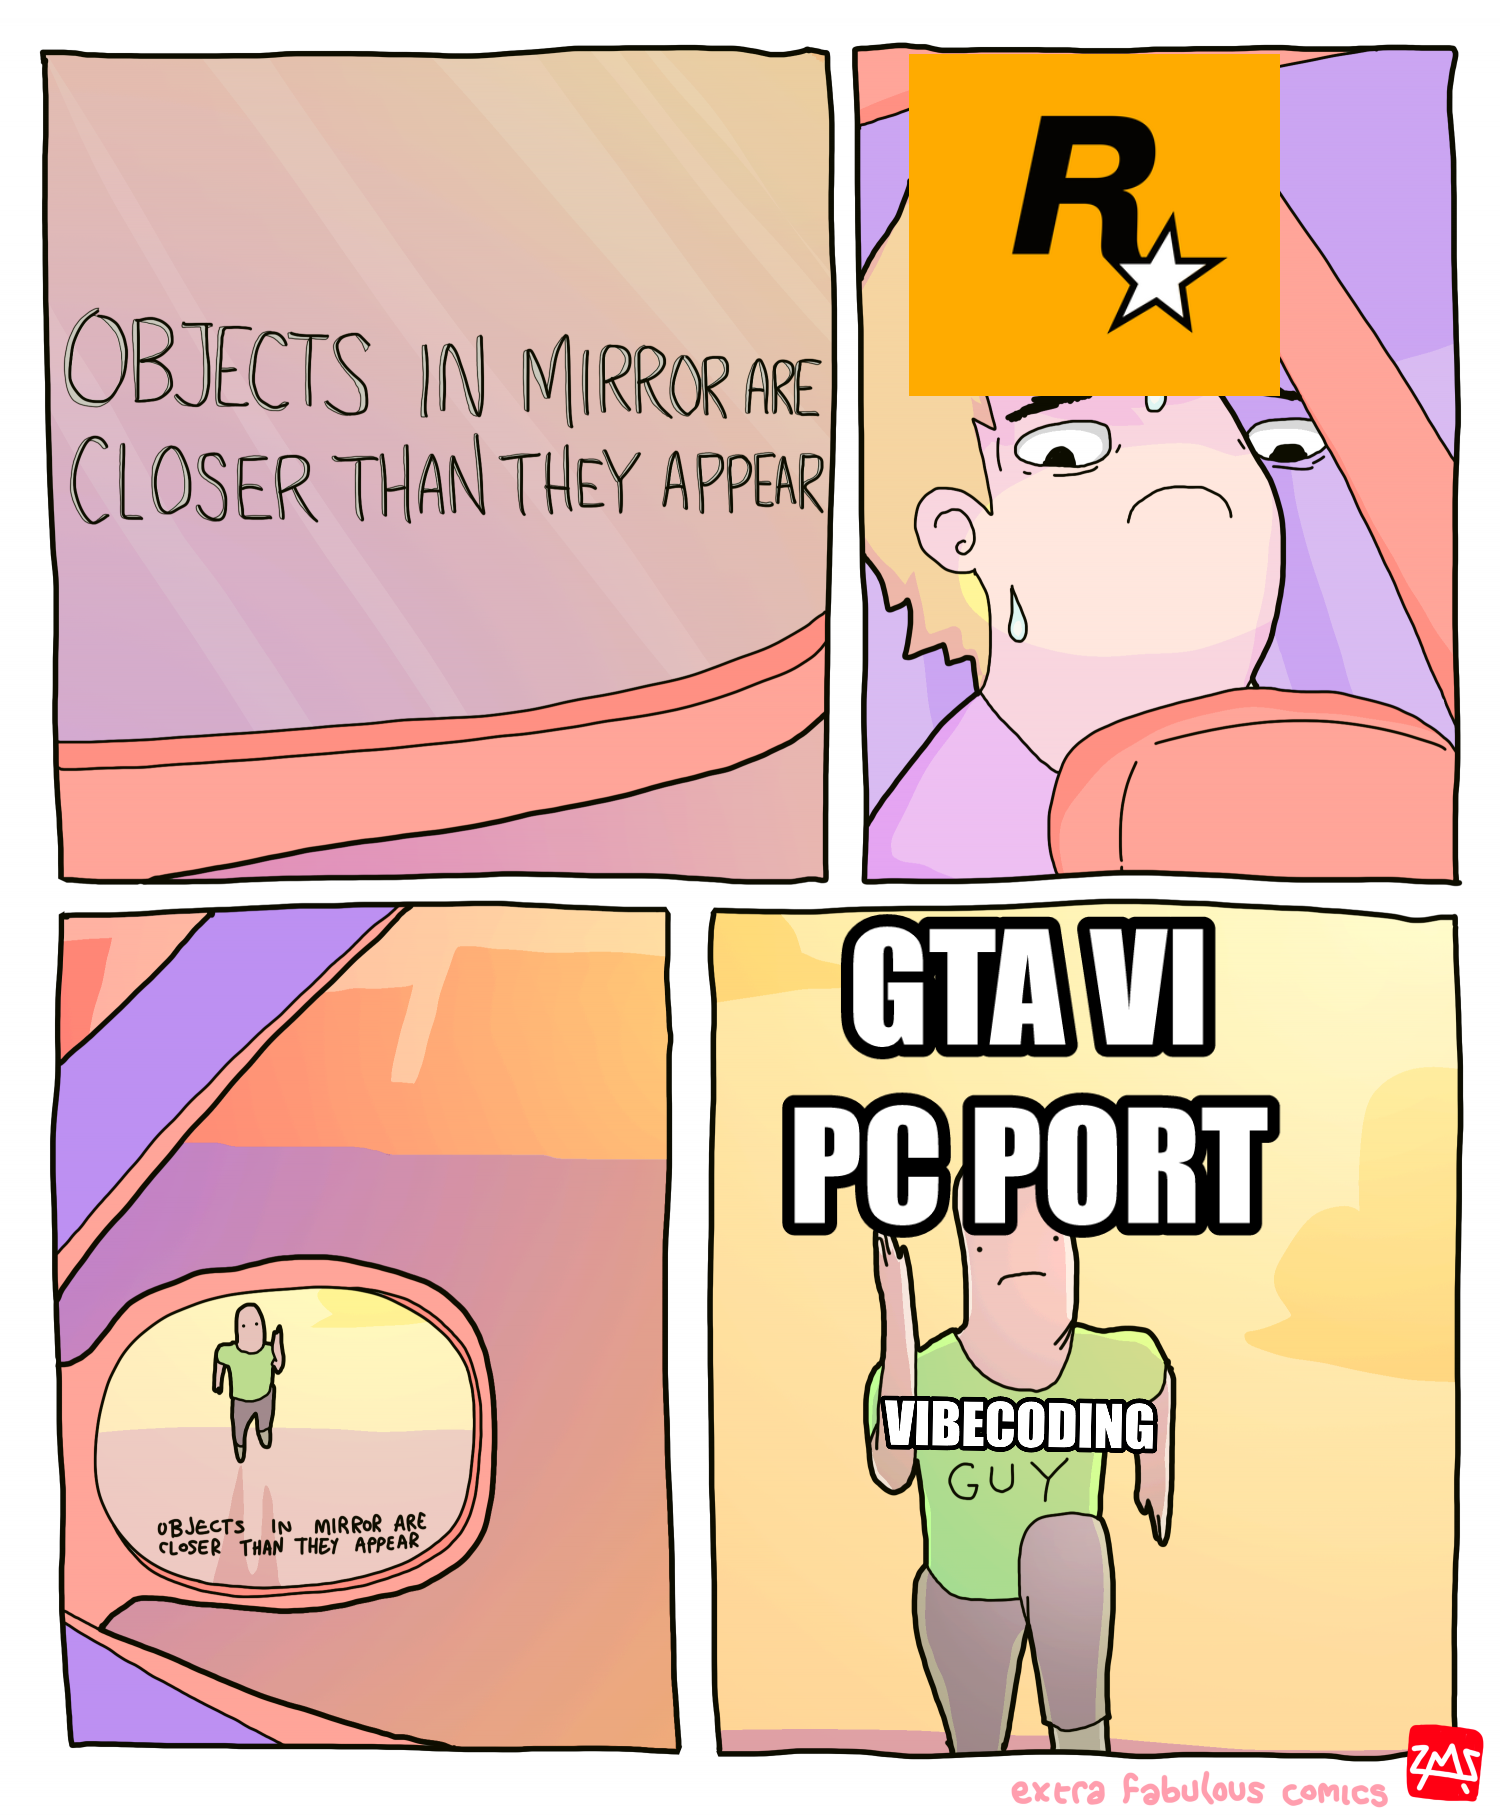 OBJECTS IN MIRROR ARE
CLOSER THAN THEY APPEAR
R
OBJECTS IN MIRROR ARE
CLOSER THAN THEY APPEAR
GTA VI
PC PORT
VIBECODING
GUY
extra fabulous comics
ZMS